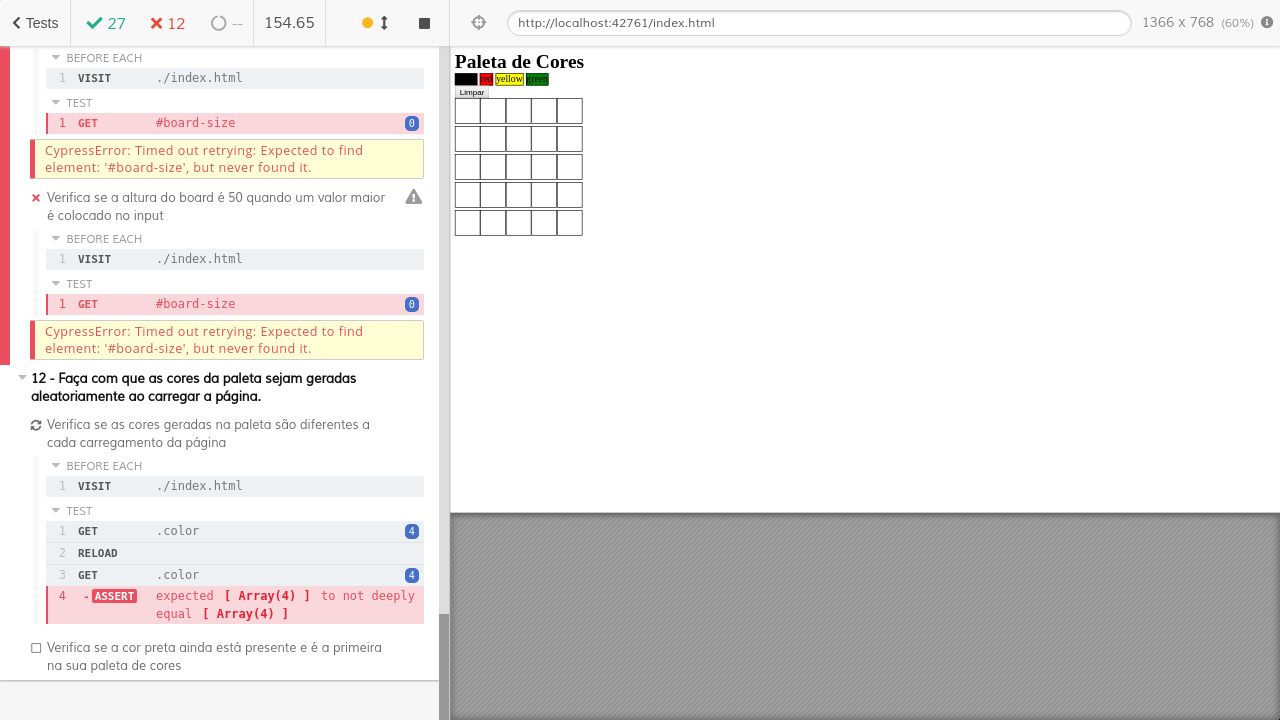 Tests 27 12 -- 154.65
http://localhost:42761/index.html 1366 x 768 (60%)
BEFORE EACH
1 VISIT ./index.html
TEST
1 GET #board-size 0
CypressError: Timed out retrying: Expected to find
element: '#board-size', but never found it.
Verifica se a altura do board é 50 quando um valor maior
é colocado no input
BEFORE EACH
1 VISIT ./index.html
TEST
1 GET #board-size 0
CypressError: Timed out retrying: Expected to find
element: '#board-size', but never found it.
12 - Faça com que as cores da paleta sejam geradas
aleatoriamente ao carregar a página.
Verifica se as cores geradas na paleta são diferentes a
cada carregamento da página
BEFORE EACH
1 VISIT ./index.html
TEST
1 GET .color 4
2 RELOAD
3 GET .color 4
4 -ASSERT expected [ Array(4) ] to not deeply
equal [ Array(4) ]
Verifica se a cor preta ainda está presente e é a primeira
na sua paleta de cores
Paleta de Cores
red yellow green
Limpar